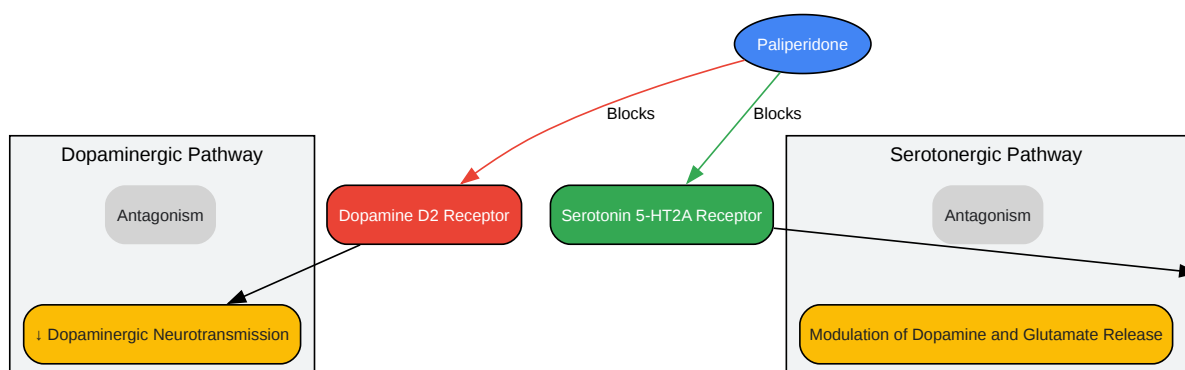 Paliperidone
Blocks
Blocks
Dopaminergic Pathway
Serotonergic Pathway
Antagonism
Dopamine D2 Receptor
Serotonin 5-HT2A Receptor
Antagonism
↓ Dopaminergic Neurotransmission
Modulation of Dopamine and Glutamate Release